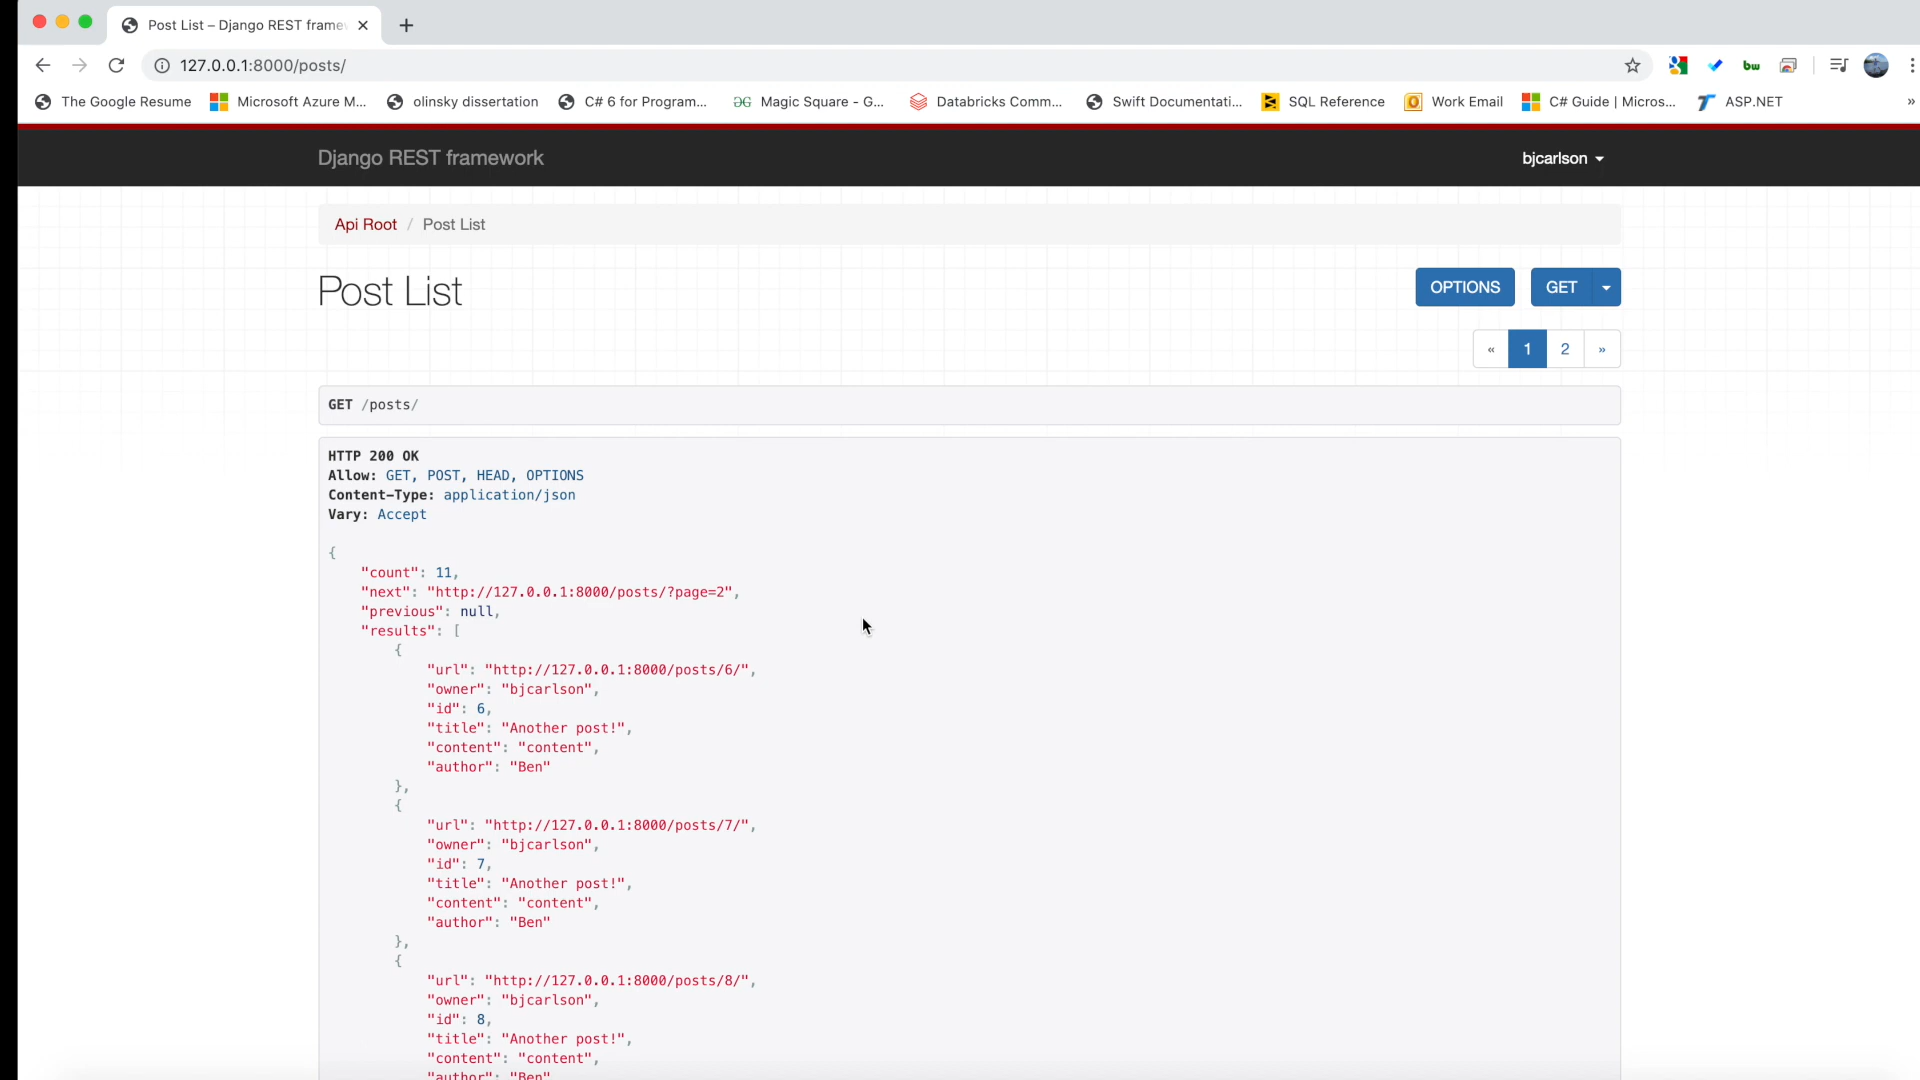 Post List – Django REST frame
127.0.0.1:8000/posts/
The Google Resume
Microsoft Azure M...
olinsky dissertation
C# 6 for Program...
Magic Square - G...
Databricks Comm...
Swift Documentati...
SQL Reference
Work Email
C# Guide | Micros...
ASP.NET
»
Django REST framework
bjcarlson
Api Root / Post List
Post List
OPTIONS
GET
« 1 2 »
GET /posts/
HTTP 200 OK
Allow: GET, POST, HEAD, OPTIONS
Content-Type: application/json
Vary: Accept
{
"count": 11,
"next": "http://127.0.0.1:8000/posts/?page=2",
"previous": null,
"results": [
{
"url": "http://127.0.0.1:8000/posts/6/",
"owner": "bjcarlson",
"id": 6,
"title": "Another post!",
"content": "content",
"author": "Ben"
},
{
"url": "http://127.0.0.1:8000/posts/7/",
"owner": "bjcarlson",
"id": 7,
"title": "Another post!",
"content": "content",
"author": "Ben"
},
{
"url": "http://127.0.0.1:8000/posts/8/",
"owner": "bjcarlson",
"id": 8,
"title": "Another post!",
"content": "content",
"author": "Ben"